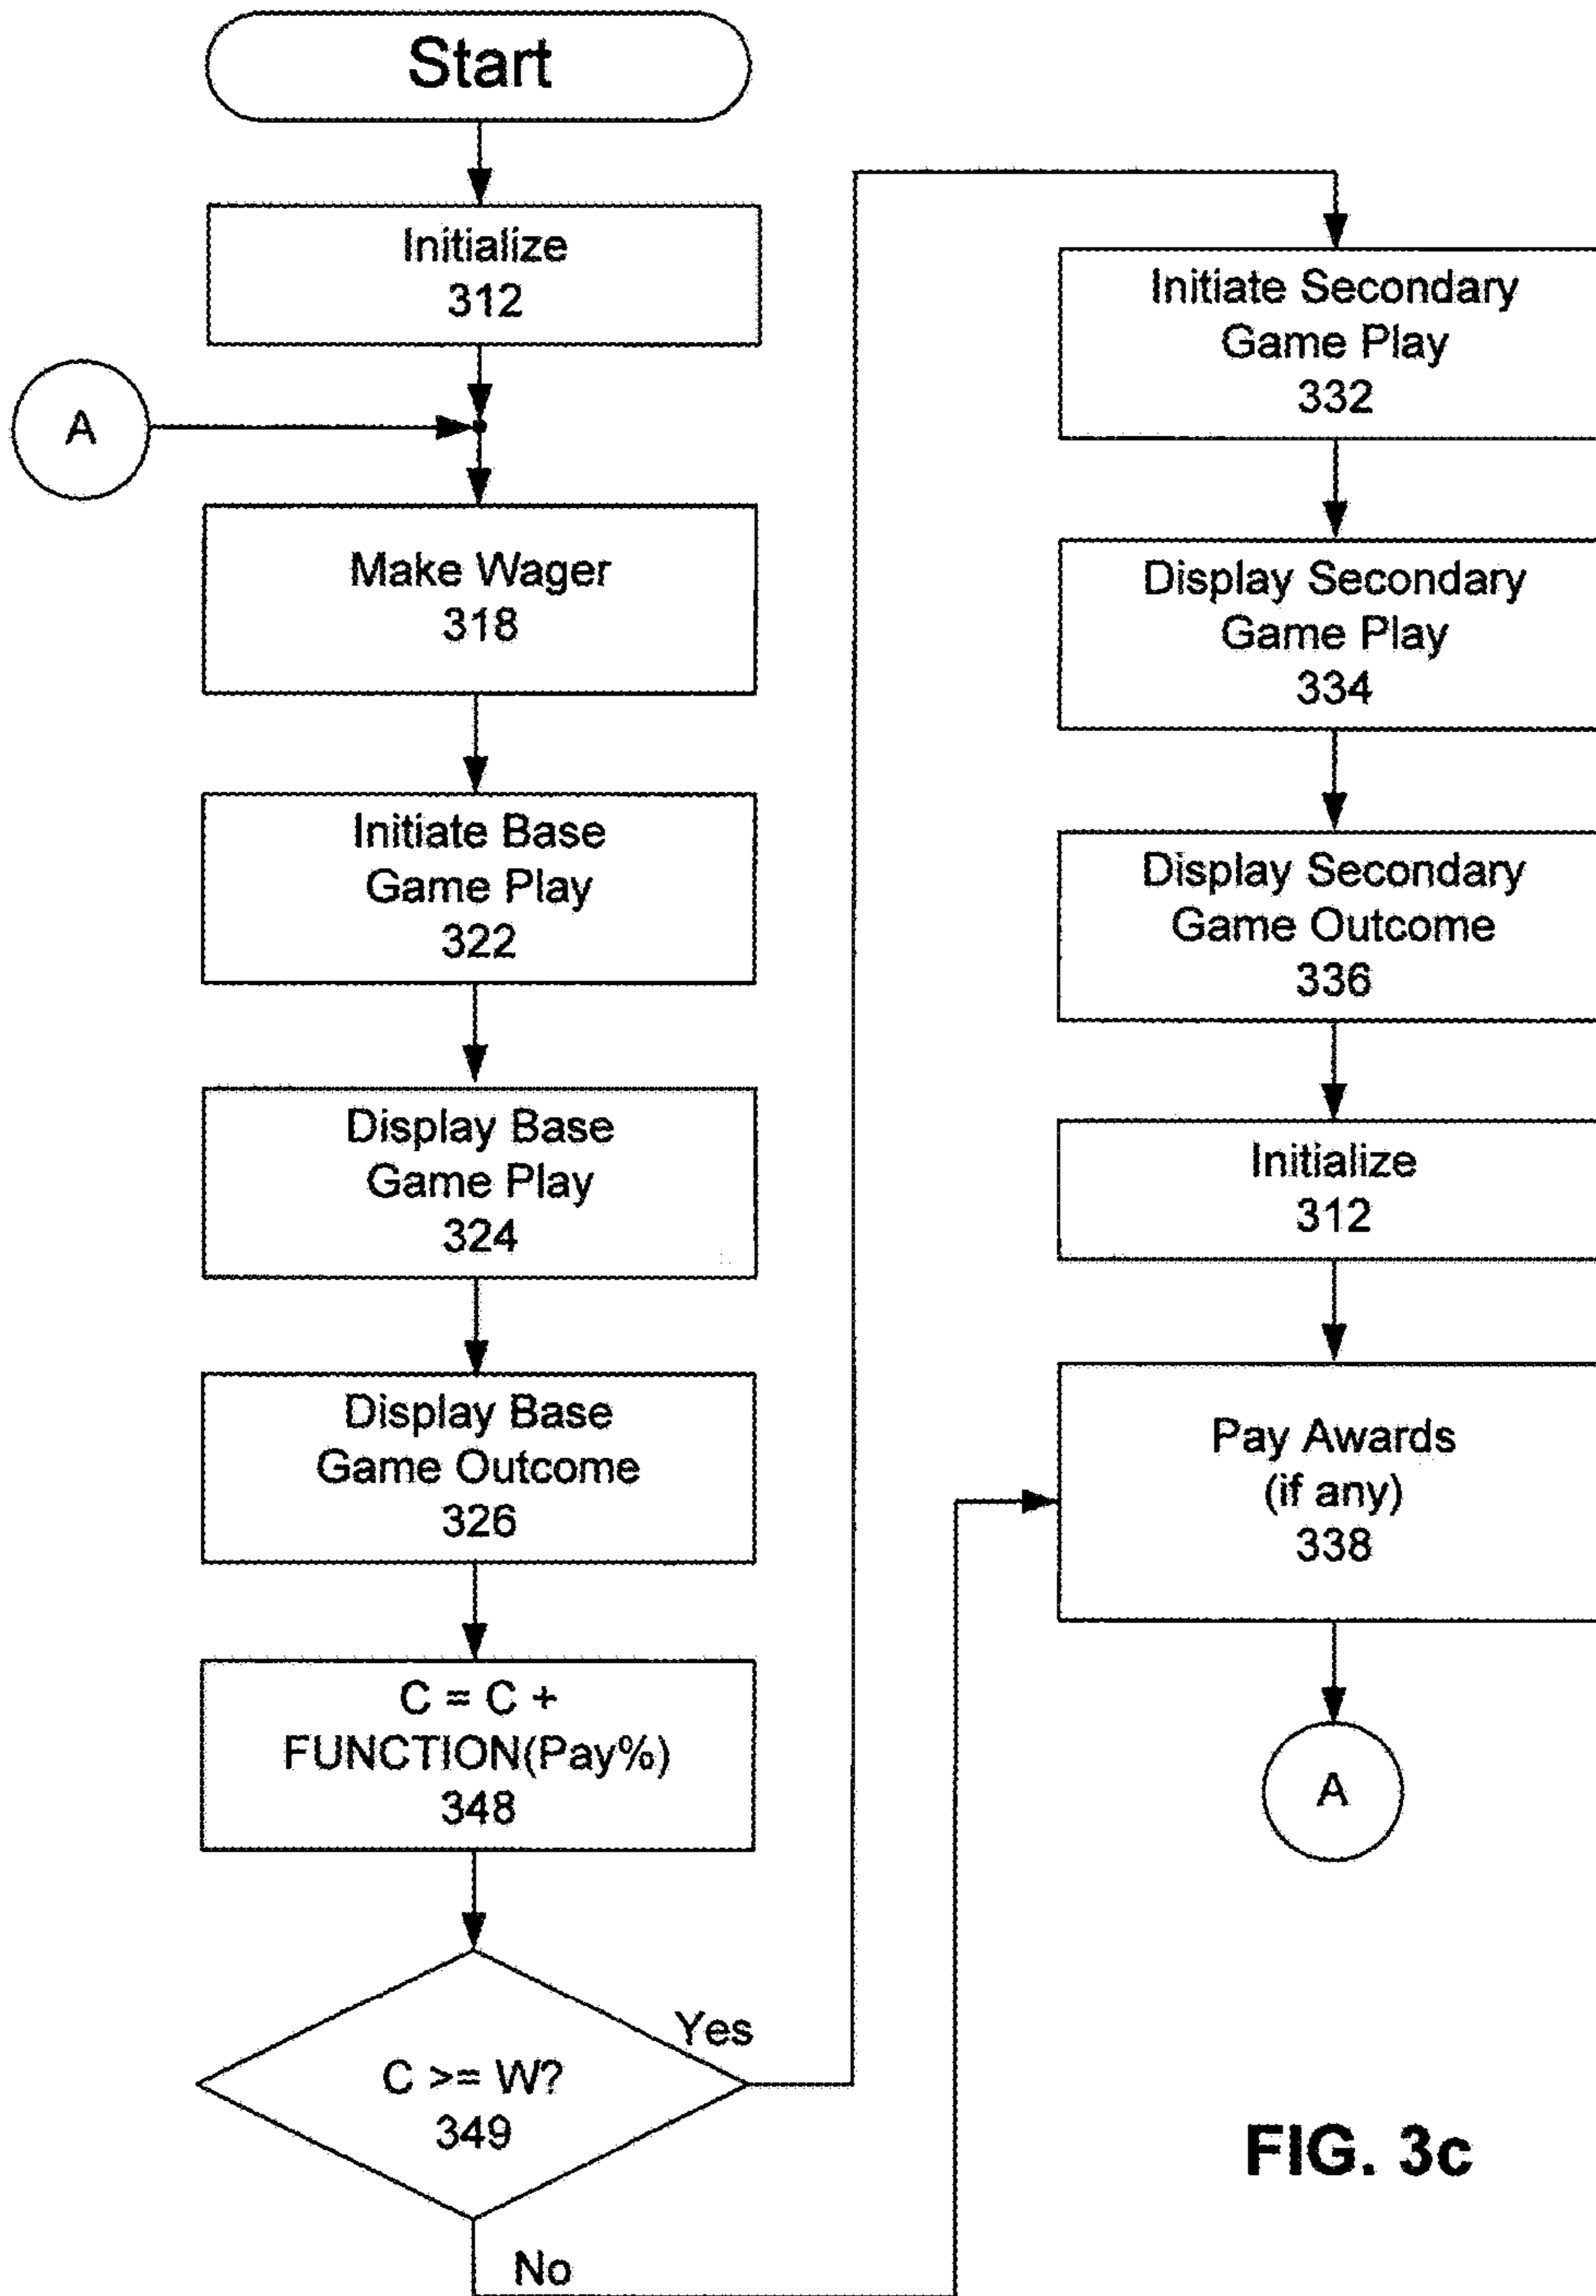 Start
Initialize
312
A
Make Wager
318
Initiate Base
Game Play
322
Display Base
Game Play
324
Display Base
Game Outcome
326
C = C +
FUNCTION(Pay%)
348
C >= W?
349
Yes
No
Initiate Secondary
Game Play
332
Display Secondary
Game Play
334
Display Secondary
Game Outcome
336
Initialize
312
Pay Awards
(if any)
338
A
FIG. 3c